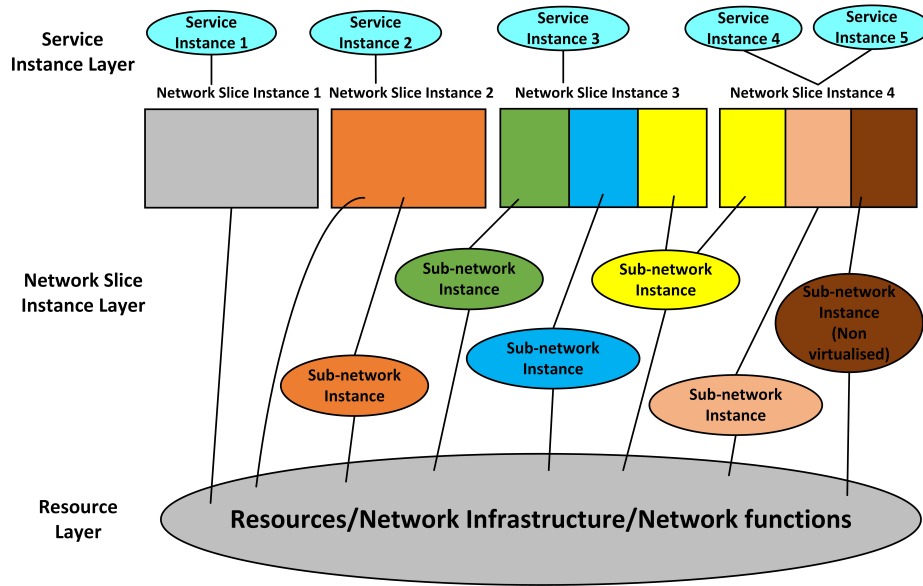 Service
Instance Layer
Service
Instance 1
Service
Instance 2
Service
Instance 3
Service
Instance 4
Service
Instance 5
Network Slice Instance 1
Network Slice Instance 2
Network Slice Instance 3
Network Slice Instance 4
Network Slice
Instance Layer
Sub-network
Instance
Sub-network
Instance
Sub-network
Instance
(Non
virtualised)
Sub-network
Instance
Sub-network
Instance
Sub-network
Instance
Resource
Layer
Resources/Network Infrastructure/Network functions